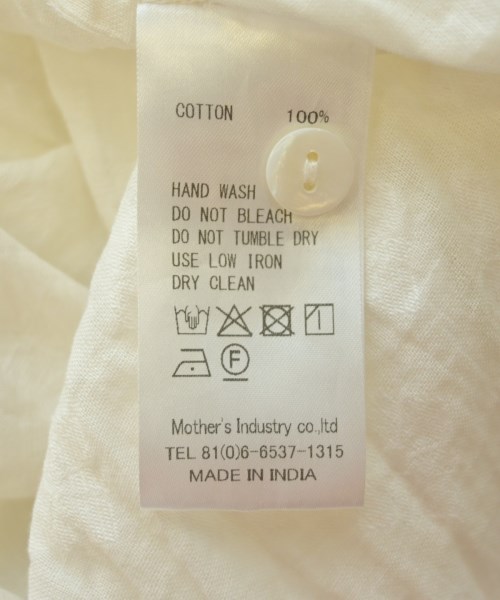 COTTON 100%
HAND WASH
DO NOT BLEACH
DO NOT TUMBLE DRY
USE LOW IRON
DRY CLEAN
F
Mother's Industry co.,ltd
TEL 81(0)6-6537-1315
MADE IN INDIA